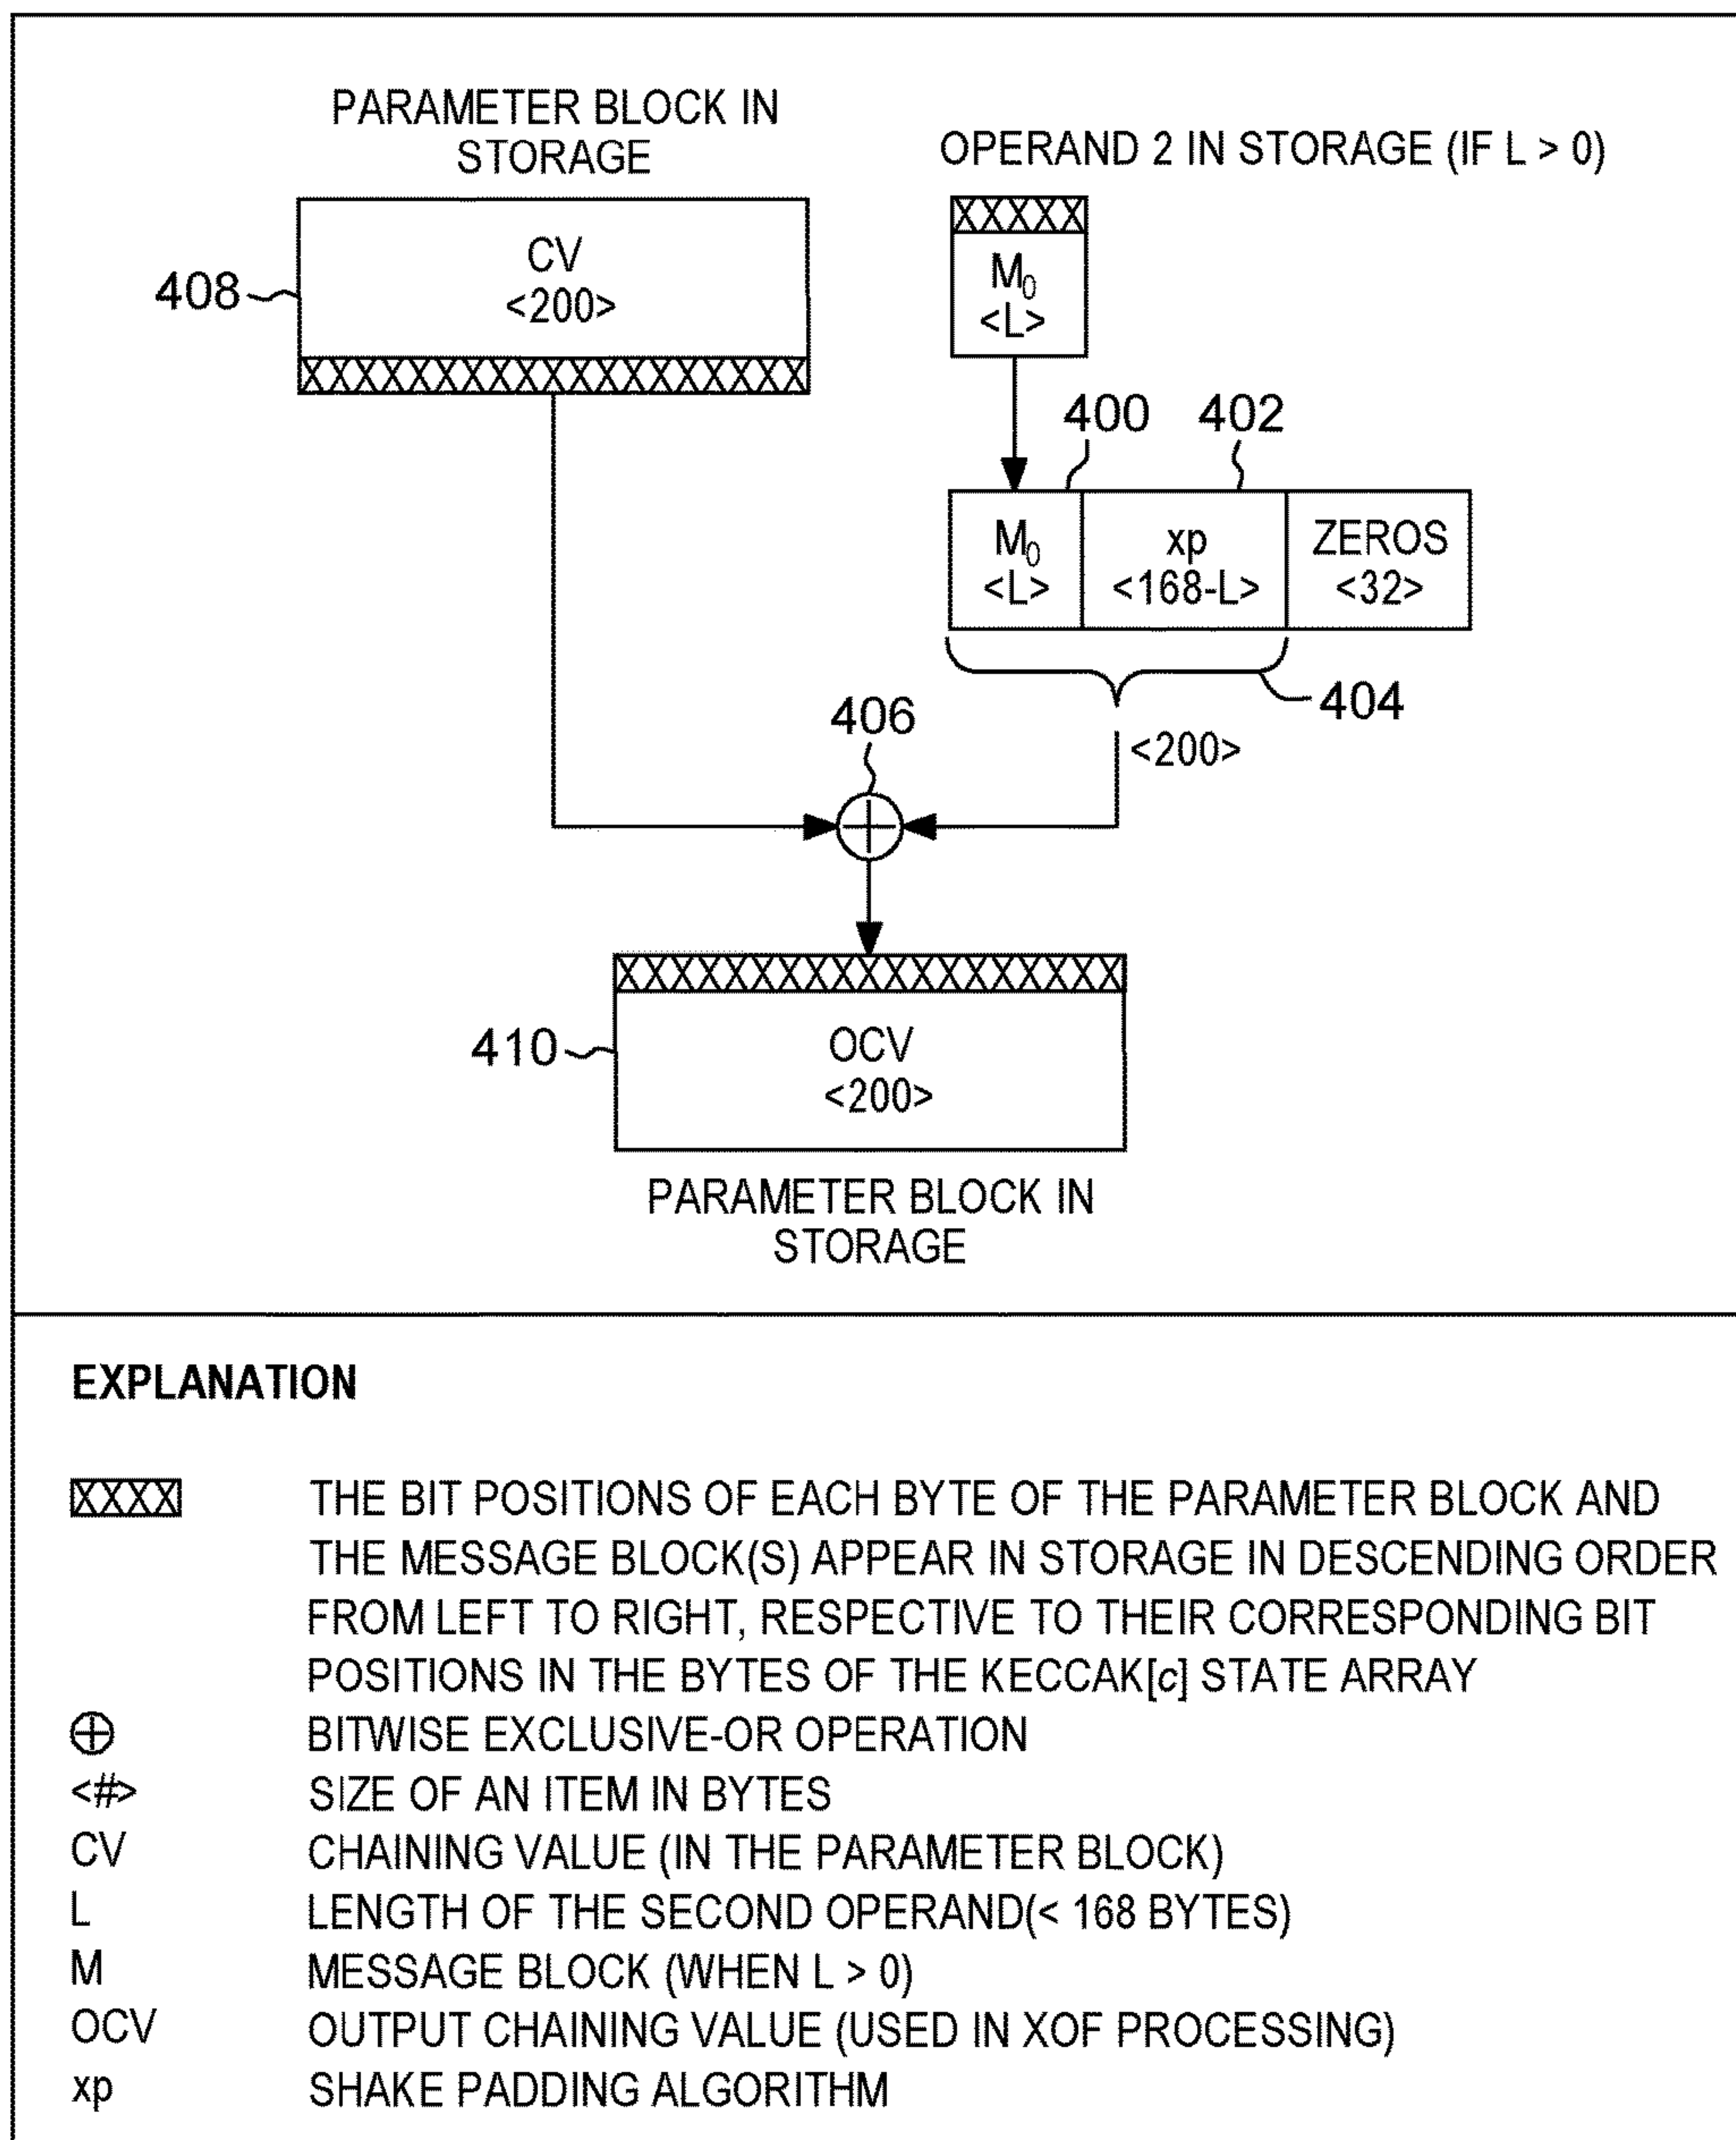 PARAMETER BLOCK IN
STORAGE
OPERAND 2 IN STORAGE (IF L > 0)
CV
<200>
408
M₀
<L>
400
402
M₀
<L>
xp
<168-L>
ZEROS
<32>
404
<200>
406
OCV
<200>
410
PARAMETER BLOCK IN
STORAGE
EXPLANATION
THE BIT POSITIONS OF EACH BYTE OF THE PARAMETER BLOCK AND
THE MESSAGE BLOCK(S) APPEAR IN STORAGE IN DESCENDING ORDER
FROM LEFT TO RIGHT, RESPECTIVE TO THEIR CORRESPONDING BIT
POSITIONS IN THE BYTES OF THE KECCAK[c] STATE ARRAY
⊕ BITWISE EXCLUSIVE-OR OPERATION
<#> SIZE OF AN ITEM IN BYTES
CV CHAINING VALUE (IN THE PARAMETER BLOCK)
L LENGTH OF THE SECOND OPERAND(< 168 BYTES)
M MESSAGE BLOCK (WHEN L > 0)
OCV OUTPUT CHAINING VALUE (USED IN XOF PROCESSING)
xp SHAKE PADDING ALGORITHM